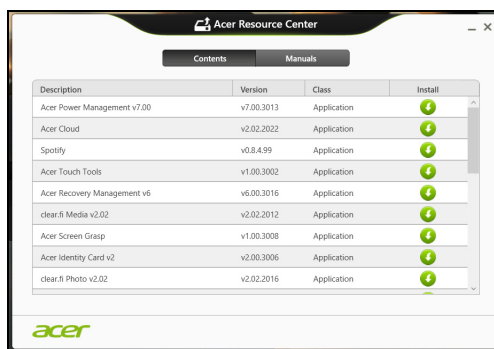 Acer Resource Center
Contents Manuals
Description Version Class Install
Acer Power Management v7.00 v7.00.3013 Application
Acer Cloud v2.02.2022 Application
Spotify v0.8.4.99 Application
Acer Touch Tools v1.00.3002 Application
Acer Recovery Management v6 v6.00.3016 Application
clear.fi Media v2.02 v2.02.2012 Application
Acer Screen Grasp v1.00.3008 Application
Acer Identity Card v2 v2.00.3006 Application
clear.fi Photo v2.02 v2.02.2016 Application
acer